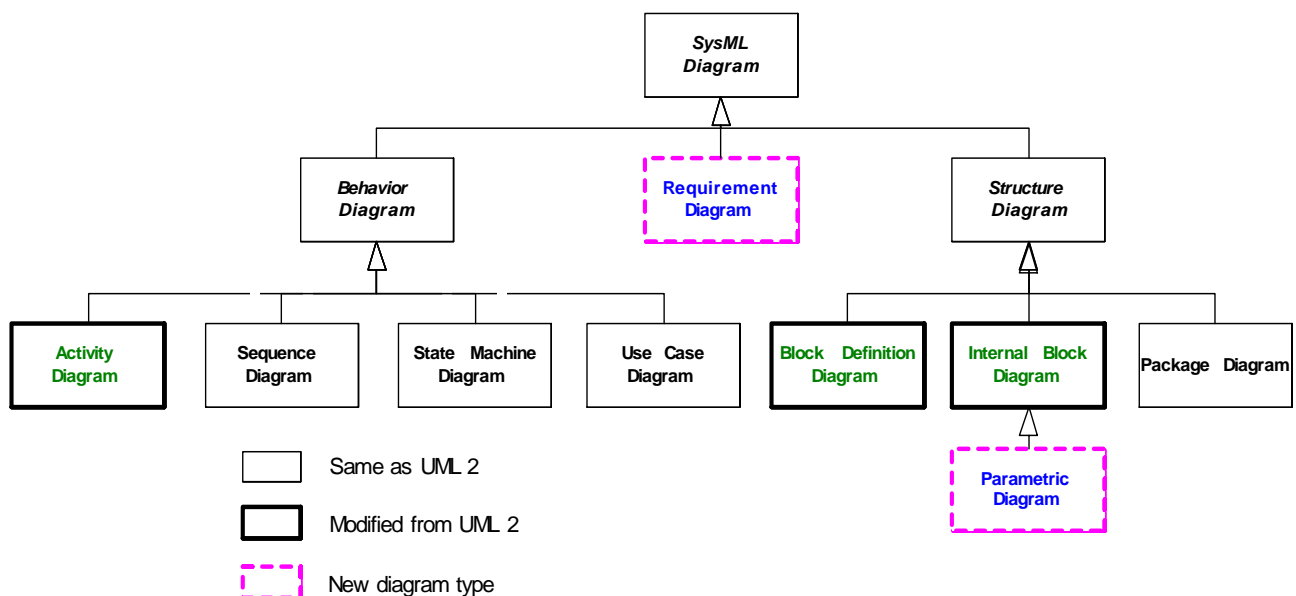 SysML
Diagram
Behavior
Diagram
Requirement
Diagram
Structure
Diagram
Activity
Diagram
Sequence
Diagram
State Machine
Diagram
Use Case
Diagram
Block Definition
Diagram
Internal Block
Diagram
Package Diagram
Parametric
Diagram
Same as UML 2
Modified from UML 2
New diagram type